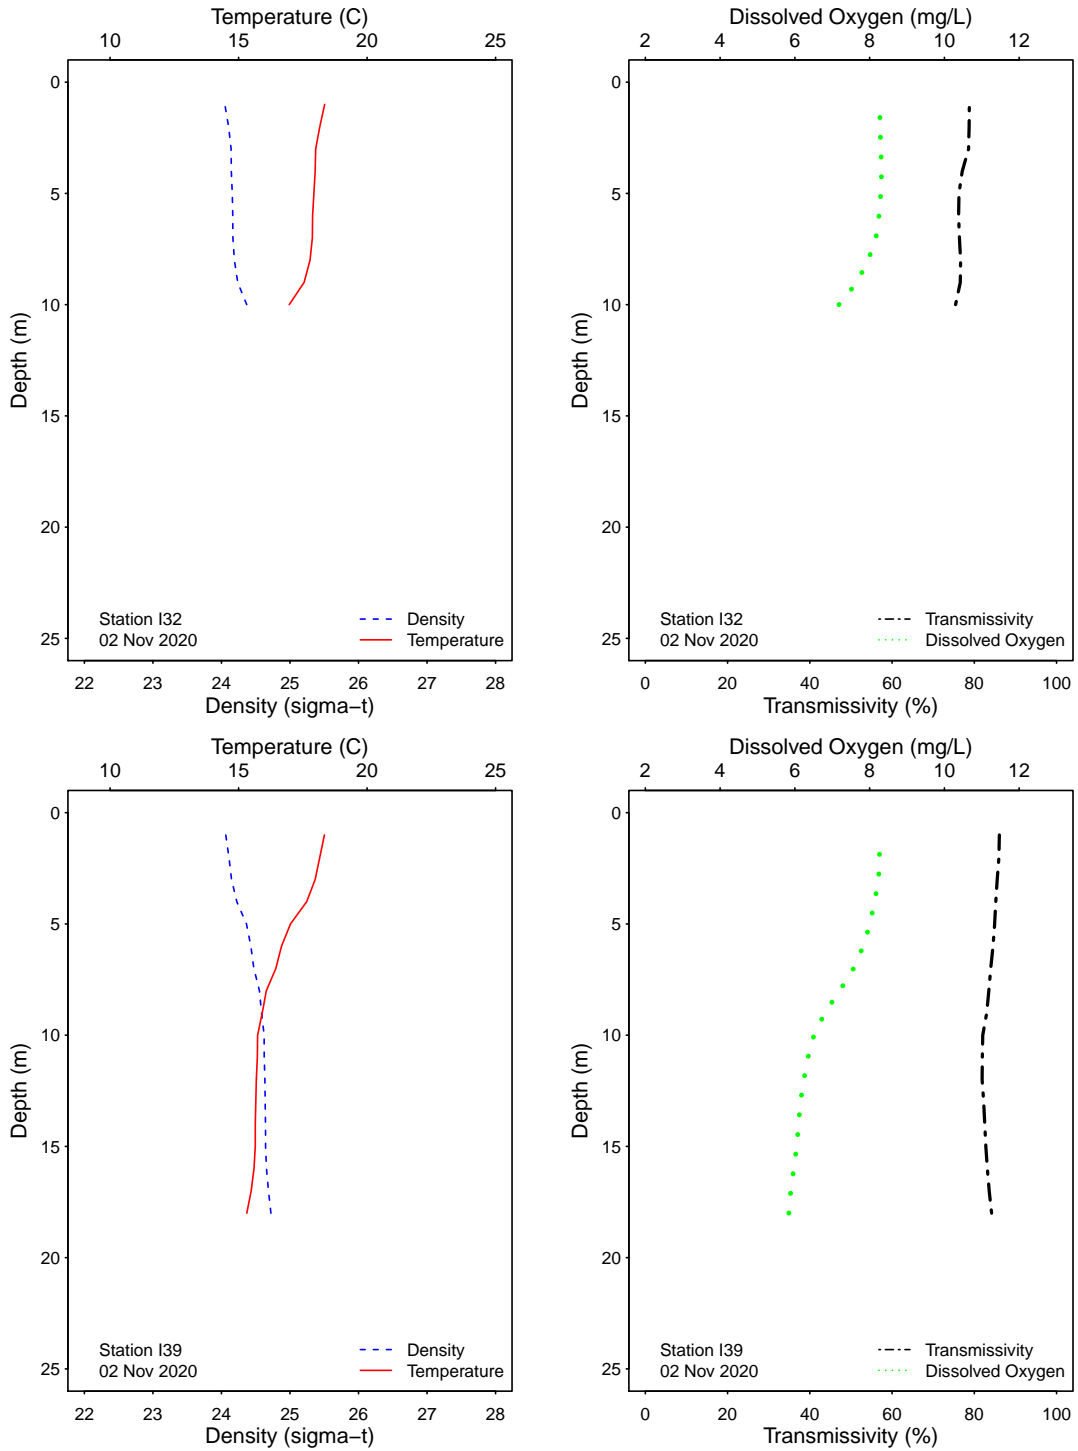 Temperature (C)
10 15 20 25
0
5
10
15
20
25
Depth (m)
Station I32
02 Nov 2020
Density
Temperature
22 23 24 25 26 27 28
Density (sigma−t)
Dissolved Oxygen (mg/L)
2 4 6 8 10 12
0
5
10
15
20
25
Depth (m)
Station I32
02 Nov 2020
Transmissivity
Dissolved Oxygen
0 20 40 60 80 100
Transmissivity (%)
Temperature (C)
10 15 20 25
0
5
10
15
20
25
Depth (m)
Station I39
02 Nov 2020
Density
Temperature
22 23 24 25 26 27 28
Density (sigma−t)
Dissolved Oxygen (mg/L)
2 4 6 8 10 12
0
5
10
15
20
25
Depth (m)
Station I39
02 Nov 2020
Transmissivity
Dissolved Oxygen
0 20 40 60 80 100
Transmissivity (%)